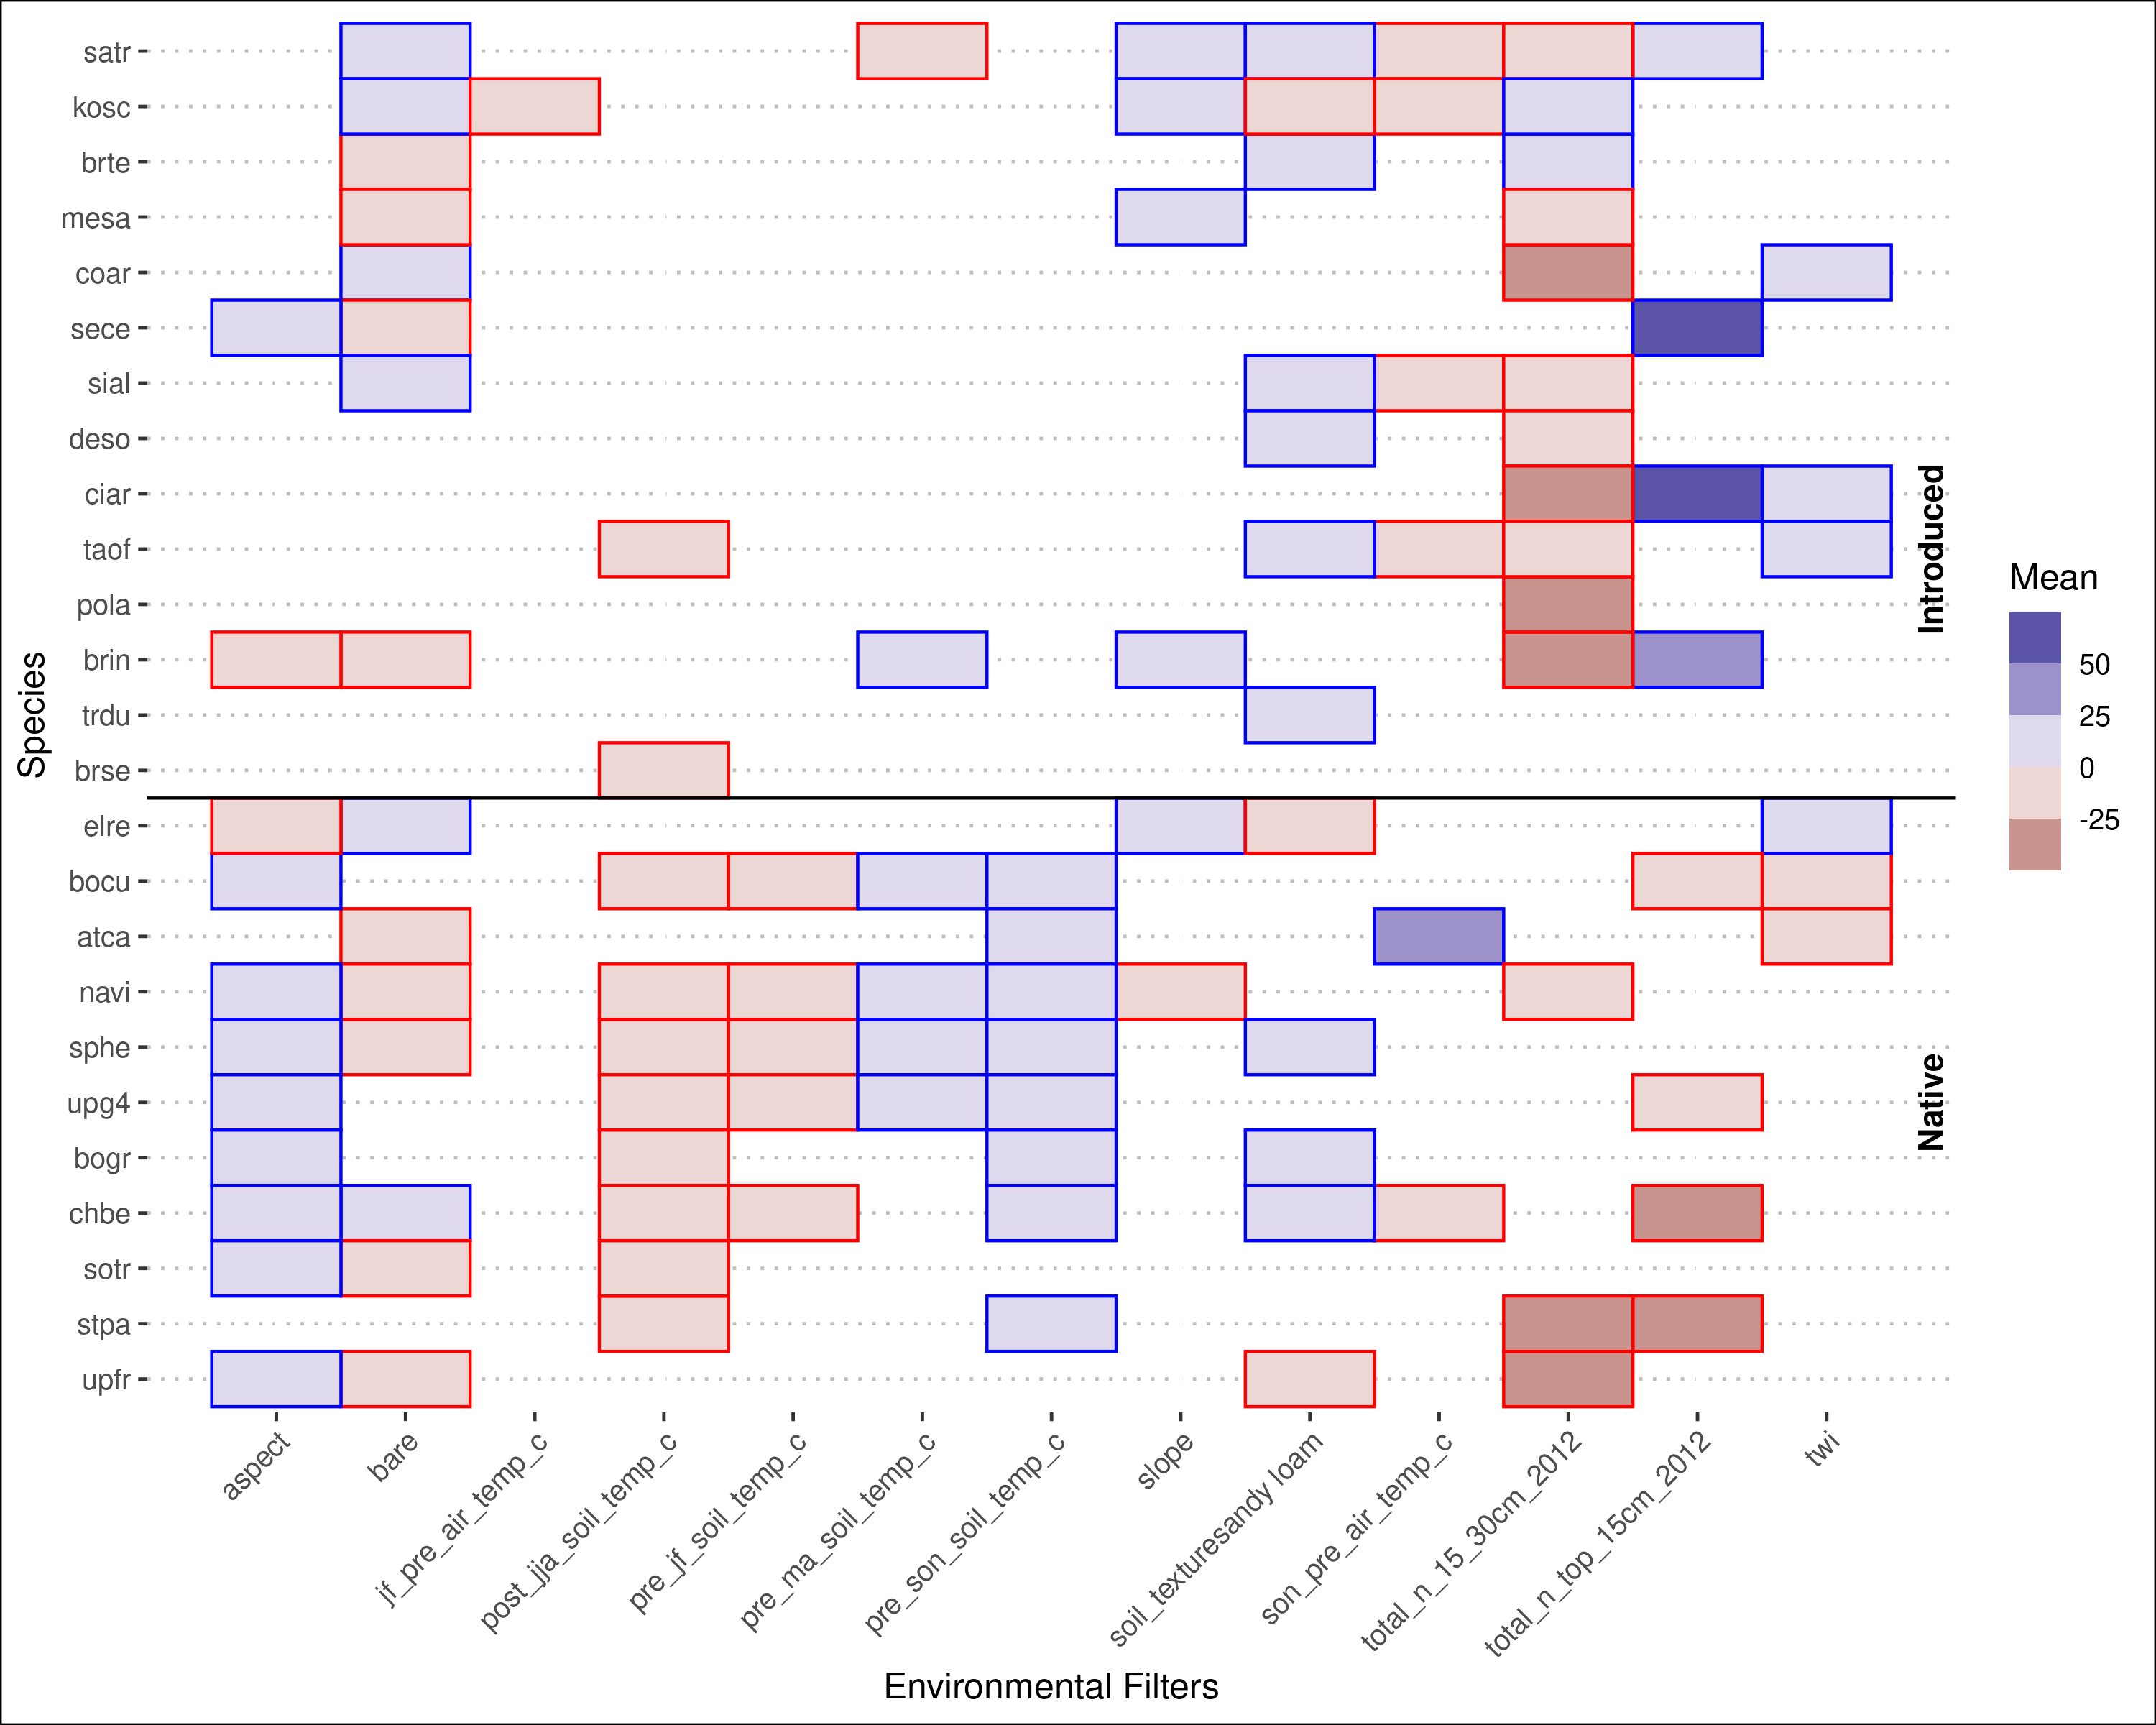 Species
satr
kosc
brte
mesa
coar
sece
sial
deso
ciar
taof
pola
brin
trdu
brse
elre
bocu
atca
navi
sphe
upg4
bogr
chbe
sotr
stpa
upfr
Introduced
Native
aspect
bare
jf_pre_air_temp_c
post_jja_soil_temp_c
pre_jf_soil_temp_c
pre_ma_soil_temp_c
pre_son_soil_temp_c
slope
soil_texturesandy loam
son_pre_air_temp_c
total_n_15_30cm_2012
total_n_top_15cm_2012
twi
Environmental Filters
Mean
50
25
0
-25